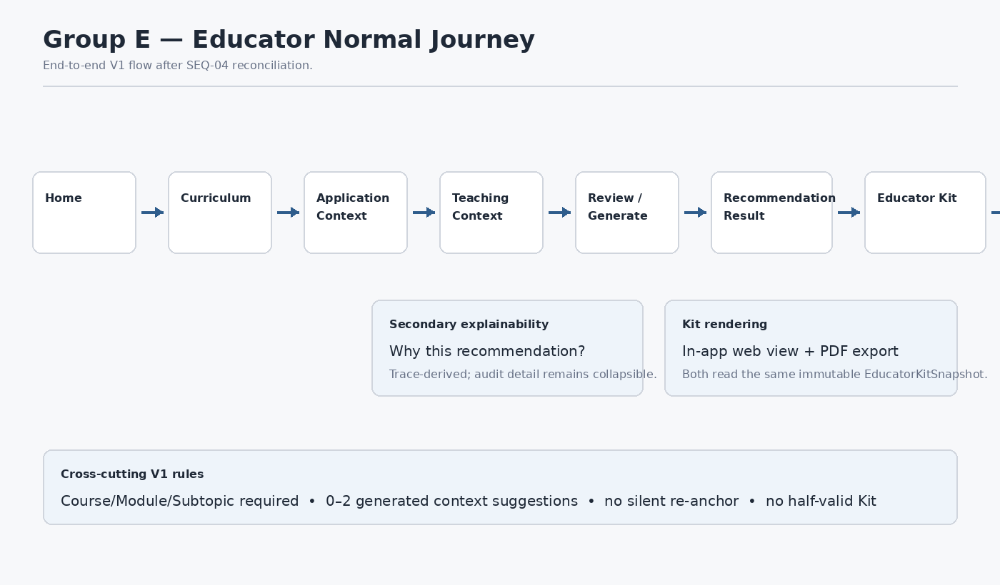 Group E — Educator Normal Journey
End-to-end V1 flow after SEQ-04 reconciliation.
Home
Curriculum
Application
Context
Teaching
Context
Review /
Generate
Recommendation
Result
Educator Kit
Secondary explainability
Why this recommendation?
Trace-derived; audit detail remains collapsible.
Kit rendering
In-app web view + PDF export
Both read the same immutable EducatorKitSnapshot.
Cross-cutting V1 rules
Course/Module/Subtopic required • 0–2 generated context suggestions • no silent re-anchor • no half-valid Kit